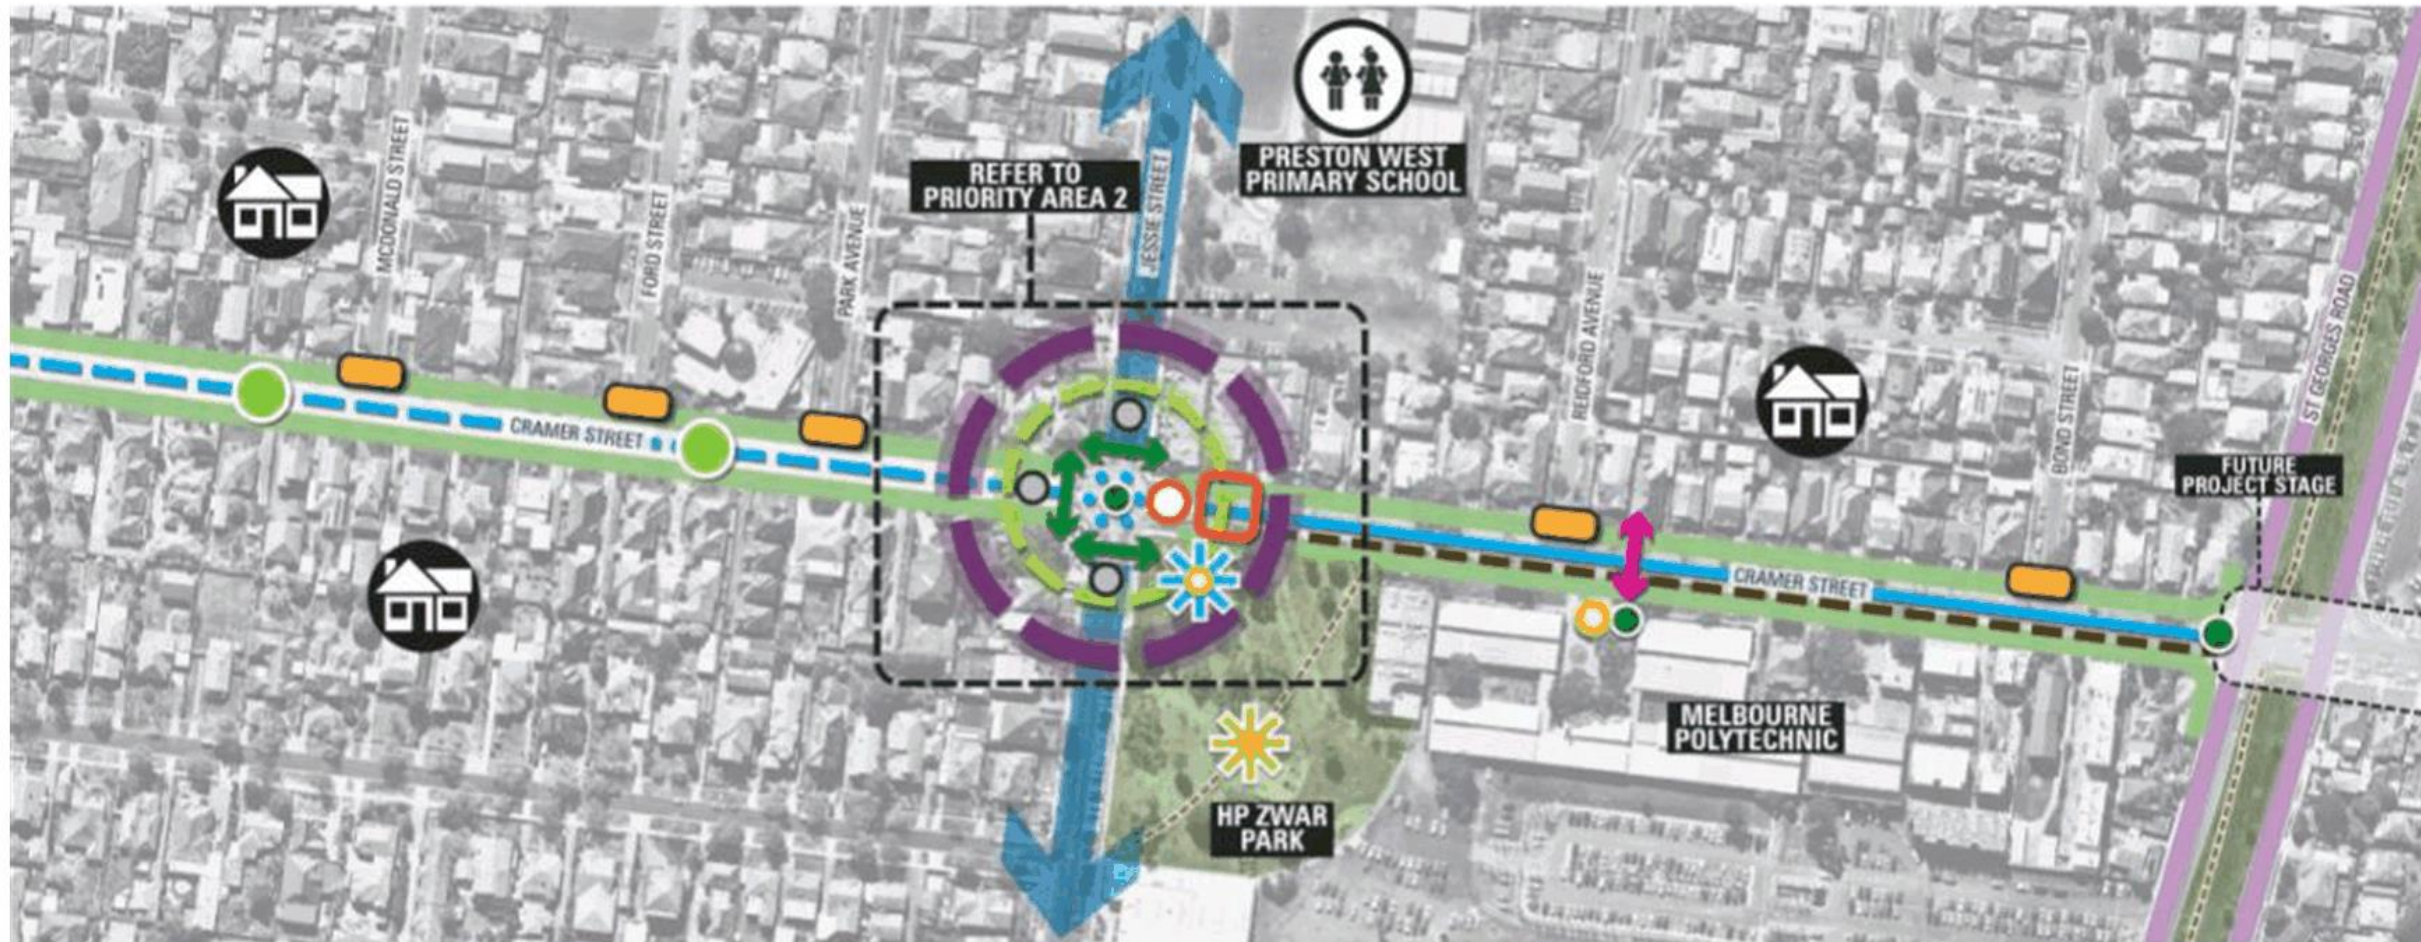 MCDONALD STREET
FORD STREET
PARK AVENUE
REFER TO
PRIORITY AREA 2
JESSIE STREET
PRESTON WEST
PRIMARY SCHOOL
REIDFORD AVENUE
BOND STREET
ST GEORGES ROAD
FUTURE
PROJECT STAGE
CRAMER STREET
CRAMER STREET
MELBOURNE
POLYTECHNIC
HP ZWAR
PARK